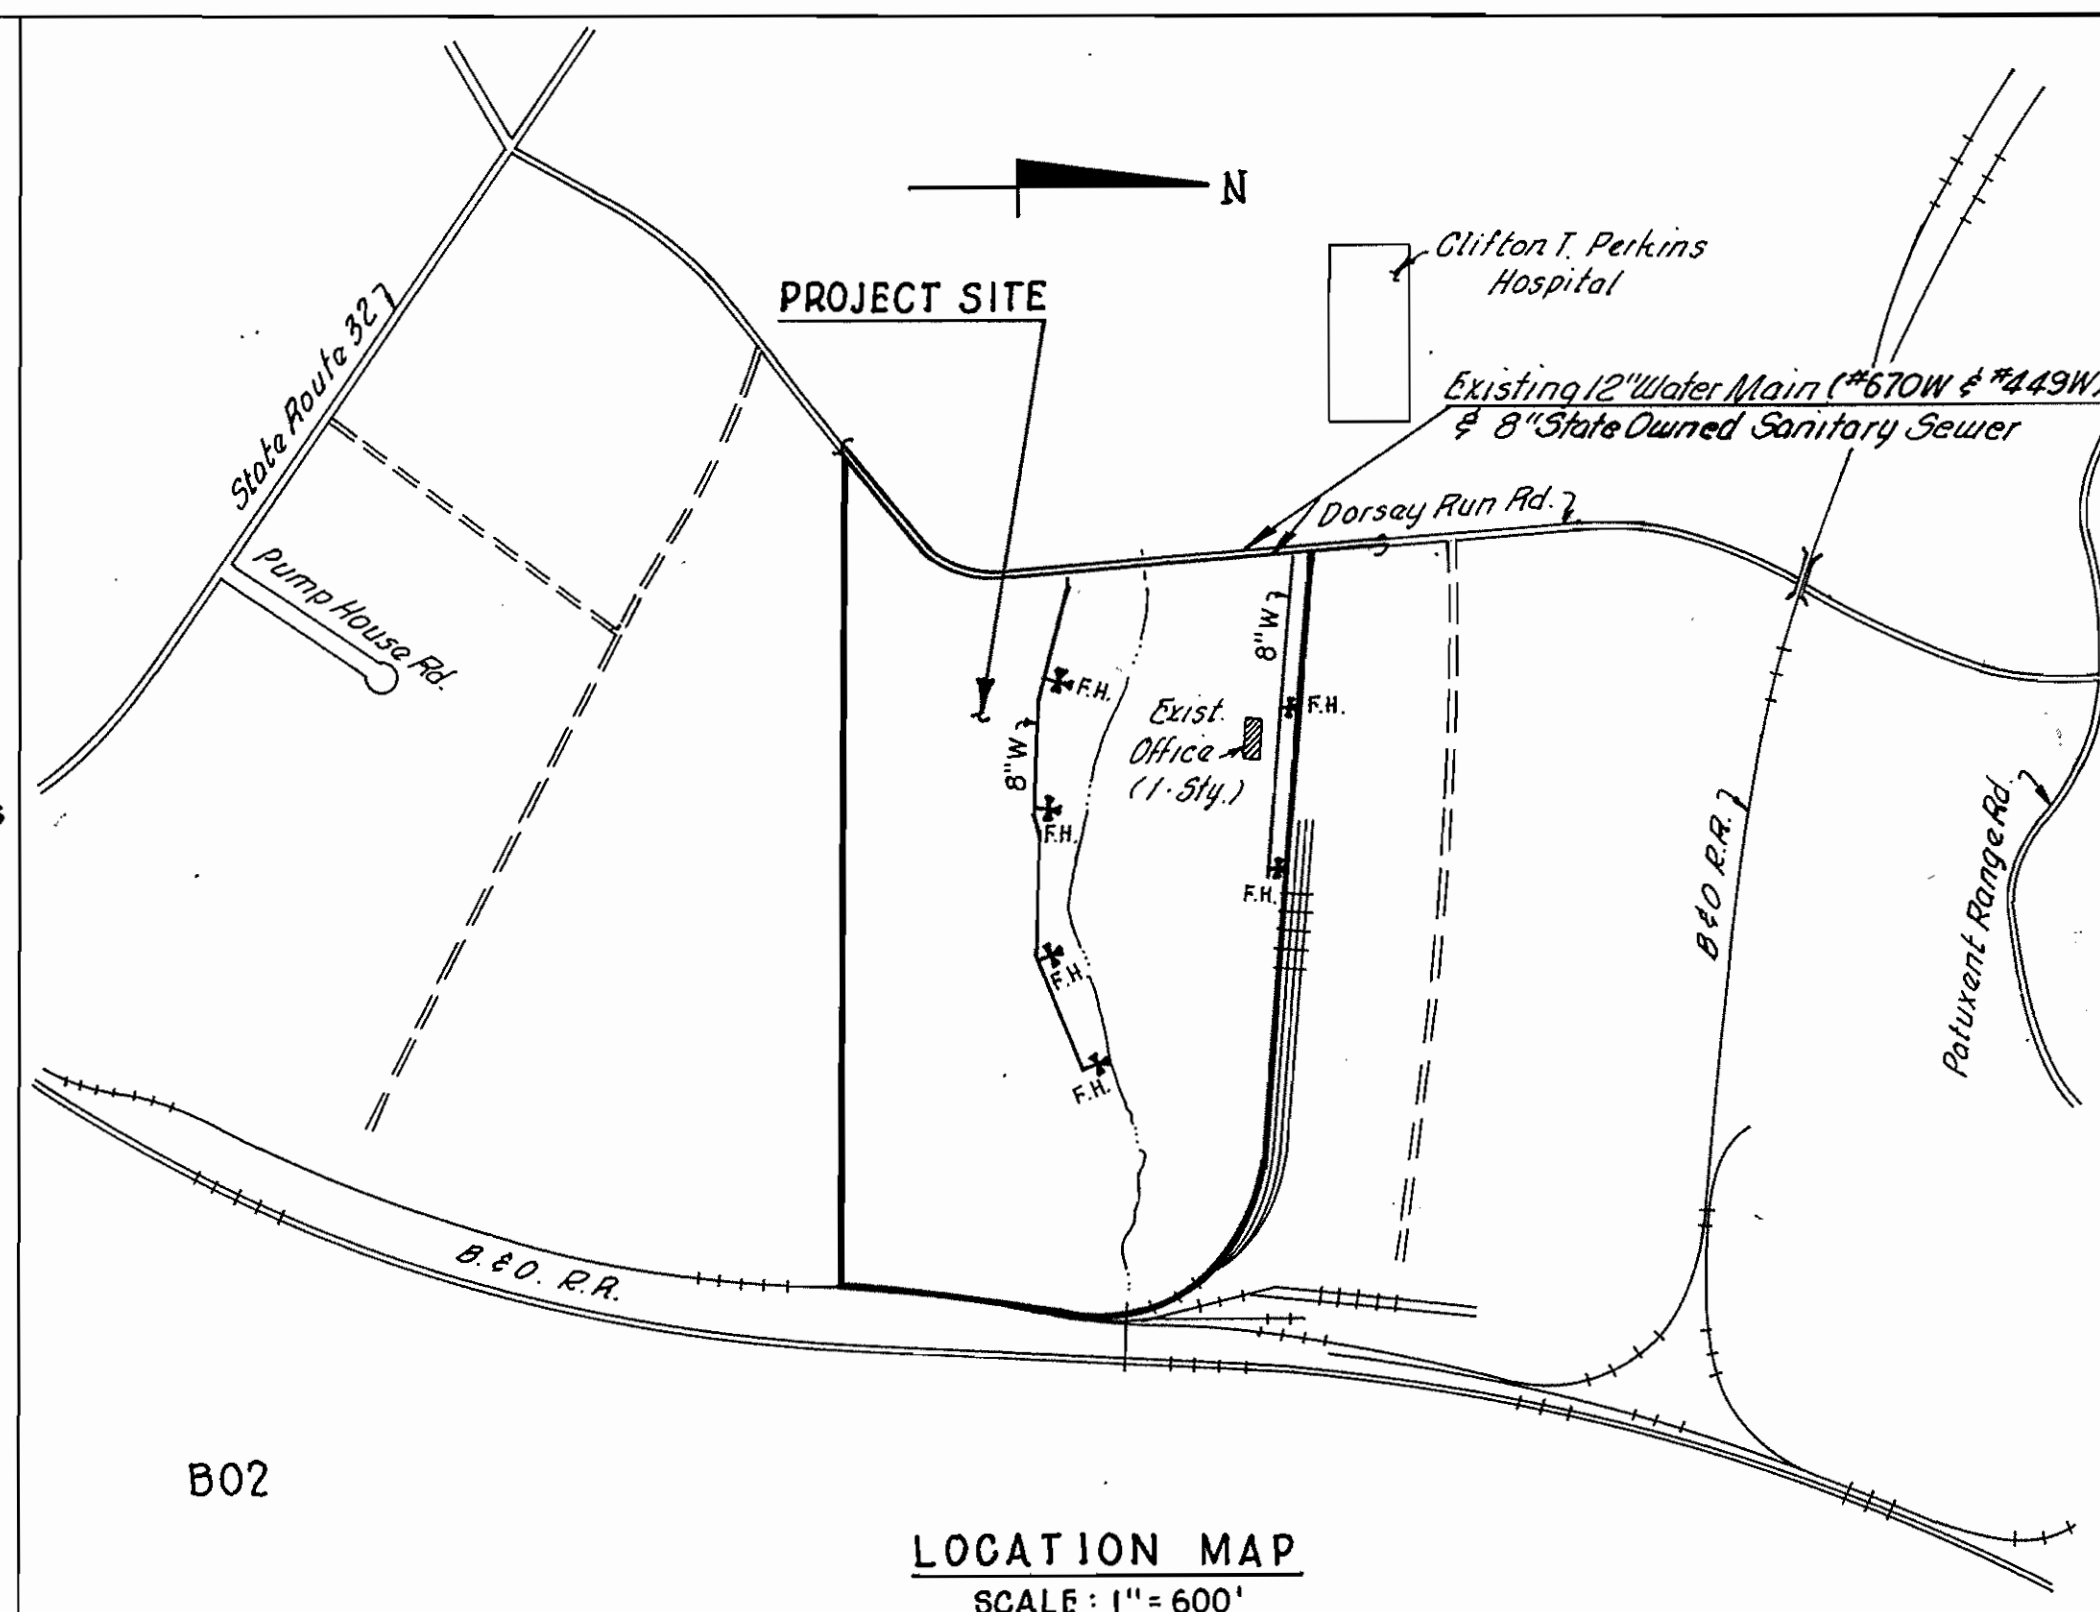 N
Clifton T. Perkins
Hospital
PROJECT SITE
State Route 32
Existing 12" Water Main (#670W & #449W)
& 8" State Owned Sanitary Sewer
Dorsey Run Rd.
Pump House Rd.
8"W
8"W
F.H.
F.H.
Exist.
Office
(1-Sty.)
F.H.
F.H.
F.H.
F.H.
B&O R.R.
Patuxent Range Rd.
B.&O. R.R.
B02
LOCATION MAP
SCALE: 1"=600'